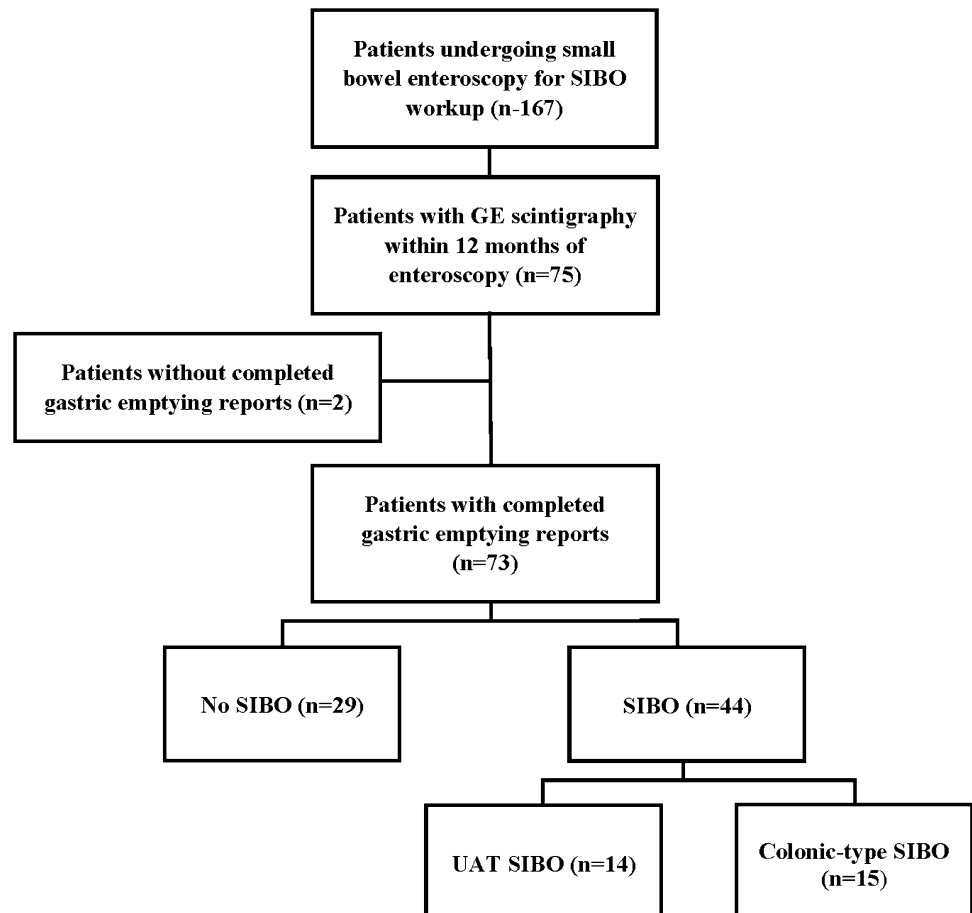 Patients undergoing small
bowel enteroscopy for SIBO
workup (n-167)
Patients with GE scintigraphy
within 12 months of
enteroscopy (n=75)
Patients without completed
gastric emptying reports (n=2)
Patients with completed
gastric emptying reports
(n=73)
No SIBO (n=29)
SIBO (n=44)
UAT SIBO (n=14)
Colonic-type SIBO
(n=15)